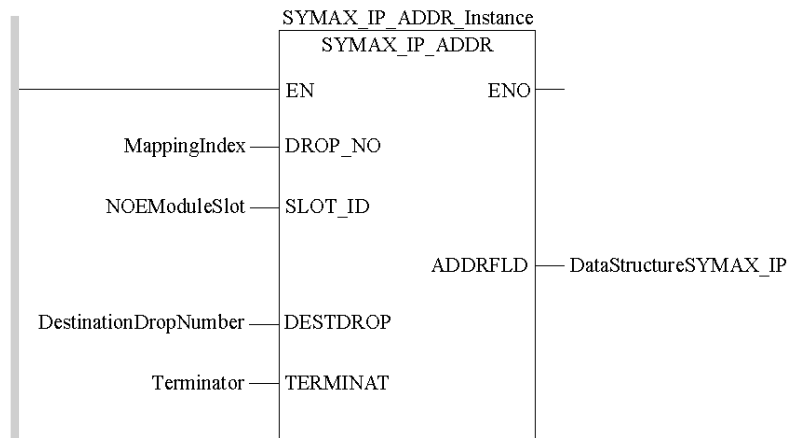 SYMAX_IP_ADDR_Instance
SYMAX_IP_ADDR
EN ENO
MappingIndex DROP_NO
NOEModuleSlot SLOT_ID
ADDRFLD DataStructureSYMAX_IP
DestinationDropNumber DESTDROP
Terminator TERMINAT